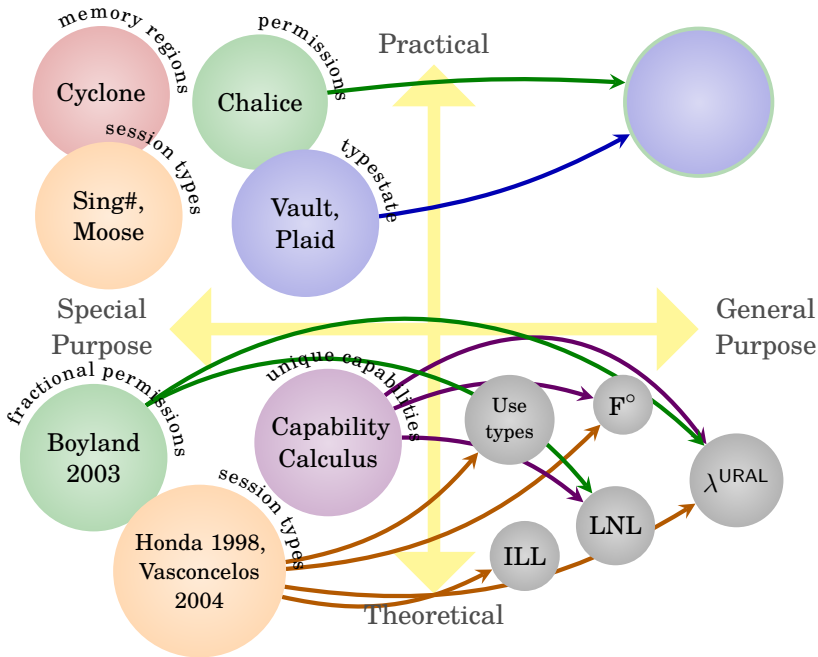 memory regions
Cyclone
permissions
Chalice
Practical
session types
Sing#,
Moose
typestate
Vault,
Plaid
Special
Purpose
General
Purpose
fractional permissions
Boyland
2003
unique capabilities
Capability
Calculus
Use
types
F°
λURAL
session types
Honda 1998,
Vasconcelos
2004
LNL
ILL
Theoretical